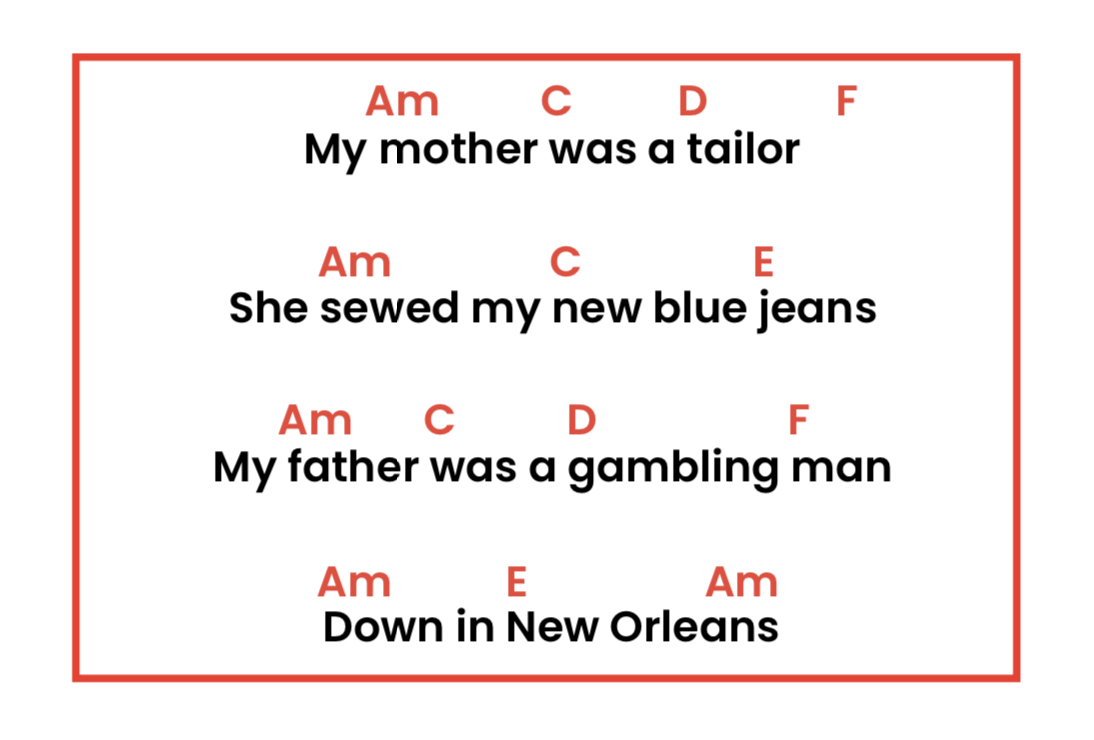 Am C D F
My mother was a tailor
Am C E
She sewed my new blue jeans
Am C D F
My father was a gambling man
Am E Am
Down in New Orleans